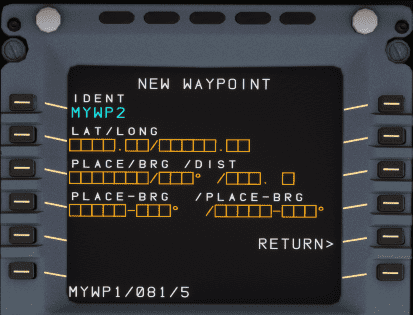 NEW WAYPOINT
IDENT
MYWP2
LAT/LONG
□□□□.□□/□□□□□.□□
PLACE/BRG /DIST
□□□□□□□/□□□° /□□□. □
PLACE-BRG /PLACE-BRG
□□□□□-□□□° /□□□□□-□□□°
RETURN>
MYWP1/081/5